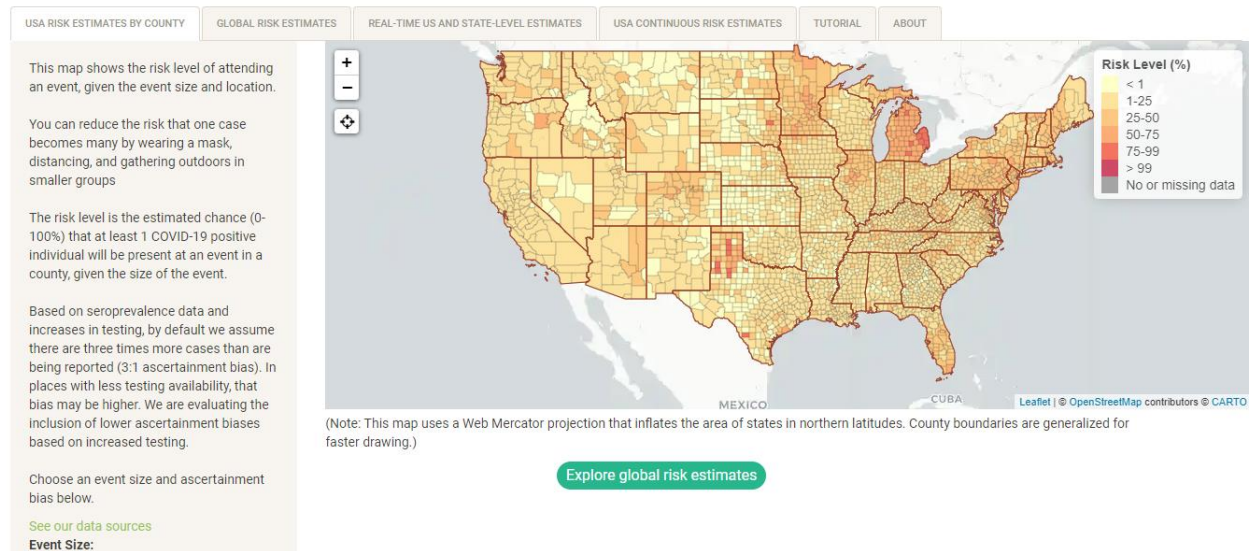 USA RISK ESTIMATES BY COUNTY
GLOBAL RISK ESTIMATES
REAL-TIME US AND STATE-LEVEL ESTIMATES
USA CONTINUOUS RISK ESTIMATES
TUTORIAL
ABOUT
This map shows the risk level of attending
an event, given the event size and location.
You can reduce the risk that one case
becomes many by wearing a mask,
distancing, and gathering outdoors in
smaller groups
The risk level is the estimated chance (0-
100%) that at least 1 COVID-19 positive
individual will be present at an event in a
county, given the size of the event.
Based on seroprevalence data and
increases in testing, by default we assume
there are three times more cases than are
being reported (3:1 ascertainment bias). In
places with less testing availability, that
bias may be higher. We are evaluating the
inclusion of lower ascertainment biases
based on increased testing.
Choose an event size and ascertainment
bias below.
See our data sources
Event Size:
+
−
Risk Level (%)
< 1
1-25
25-50
50-75
75-99
> 99
No or missing data
MEXICO
CUBA
Leaflet | © OpenStreetMap contributors © CARTO
(Note: This map uses a Web Mercator projection that inflates the area of states in northern latitudes. County boundaries are generalized for
faster drawing.)
Explore global risk estimates